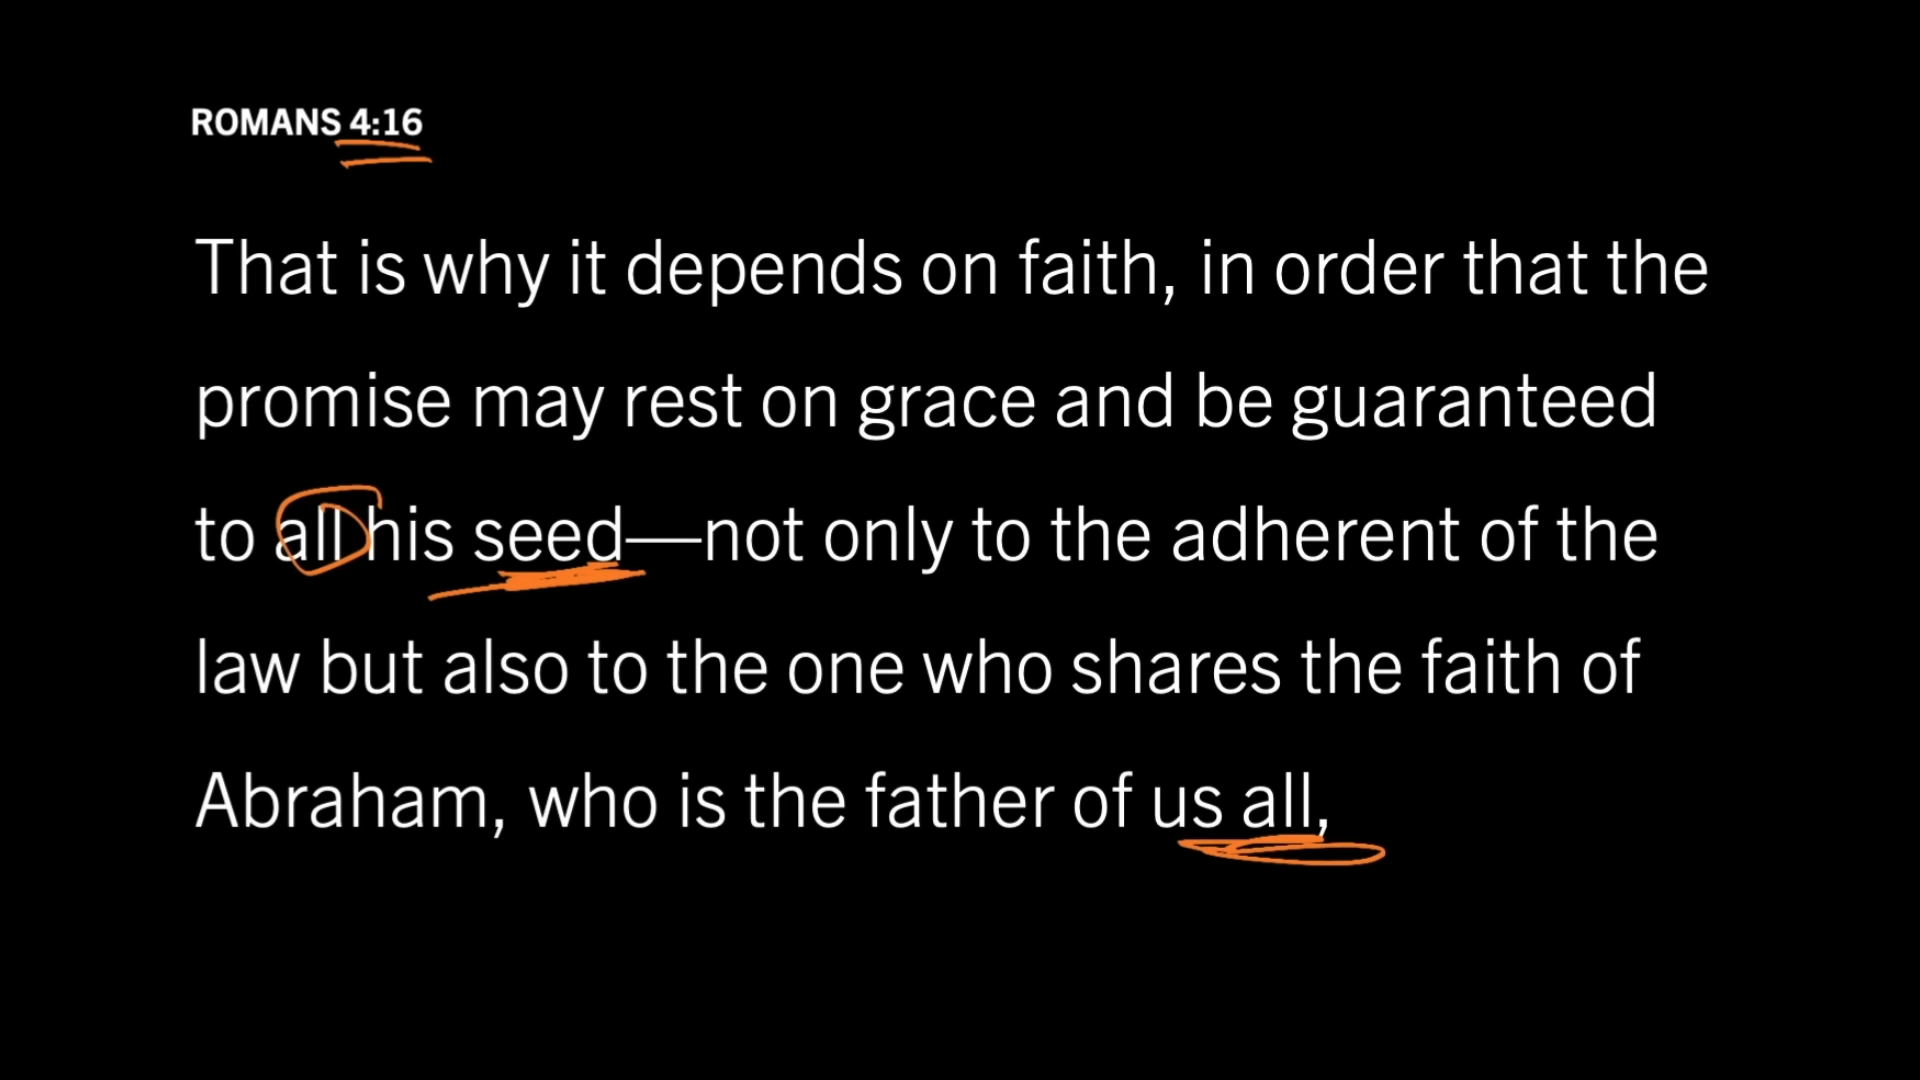 ROMANS 4:16
That is why it depends on faith, in order that the
promise may rest on grace and be guaranteed
to all his seed—not only to the adherent of the
law but also to the one who shares the faith of
Abraham, who is the father of us all,